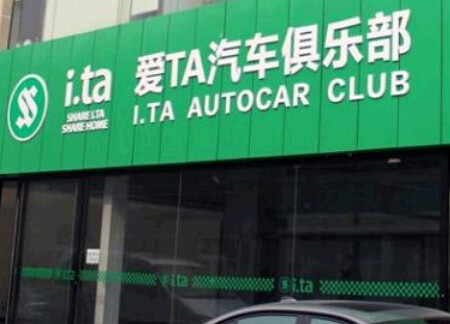 i.ta
SHARE I.TA
SHARE HOME
爱TA汽车俱乐部
I.TA AUTOCAR CLUB
i.ta
i.ta